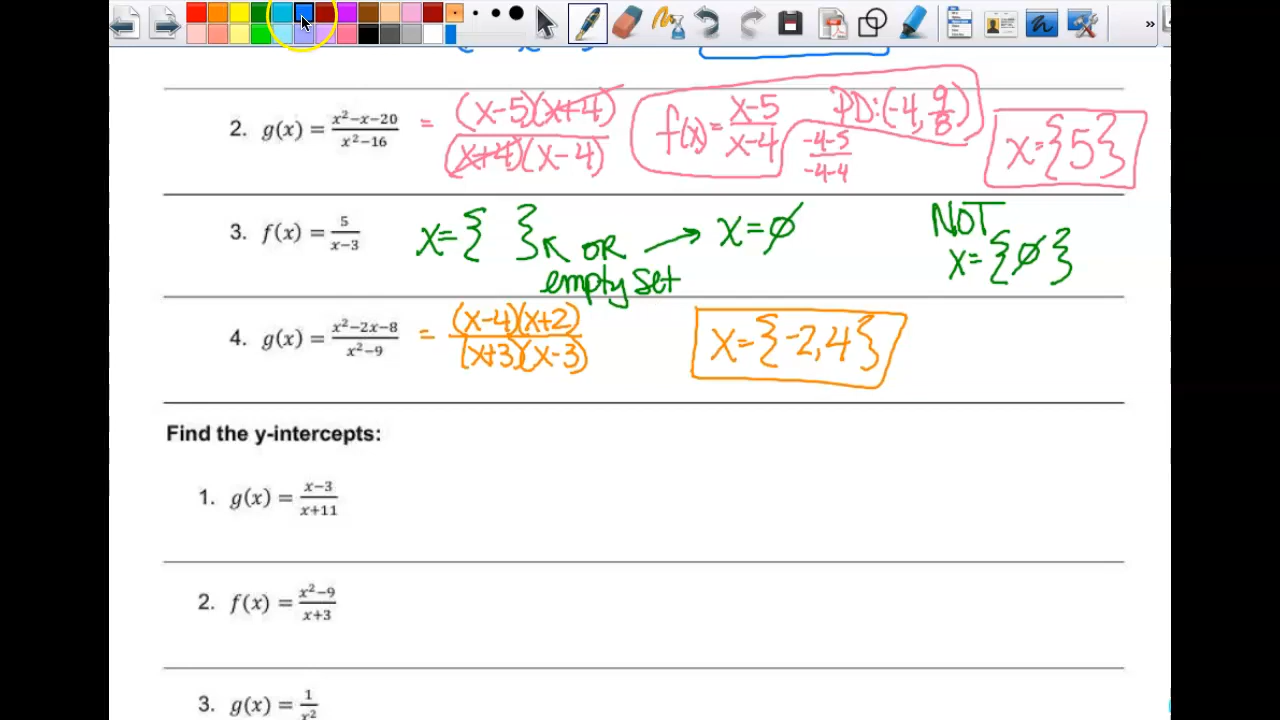 2. g(x) = (x²−x−20)/(x²−16) = (x-5)(x+4)/(x+4)(x-4) f(x)= (x-5)/(x-4) PD: (-4, 9/8) (-4-5)/(-4-4) x={5}
3. f(x) = 5/(x−3) x={ } OR → x=∅ NOT x={∅}
empty set
4. g(x) = (x²−2x−8)/(x²−9) = (x-4)(x+2)/(x+3)(x-3) x={-2,4}
Find the y-intercepts:
1. g(x) = (x−3)/(x+11)
2. f(x) = (x²−9)/(x+3)
3. g(x) = 1/x²